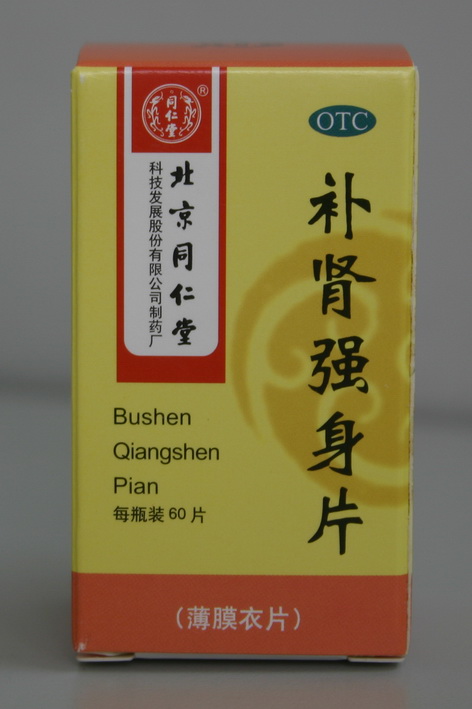 同仁堂
®
OTC
北京同仁堂
科技发展股份有限公司制药厂
补肾强身片
Bushen
Qiangshen
Pian
每瓶装60片
（薄膜衣片）